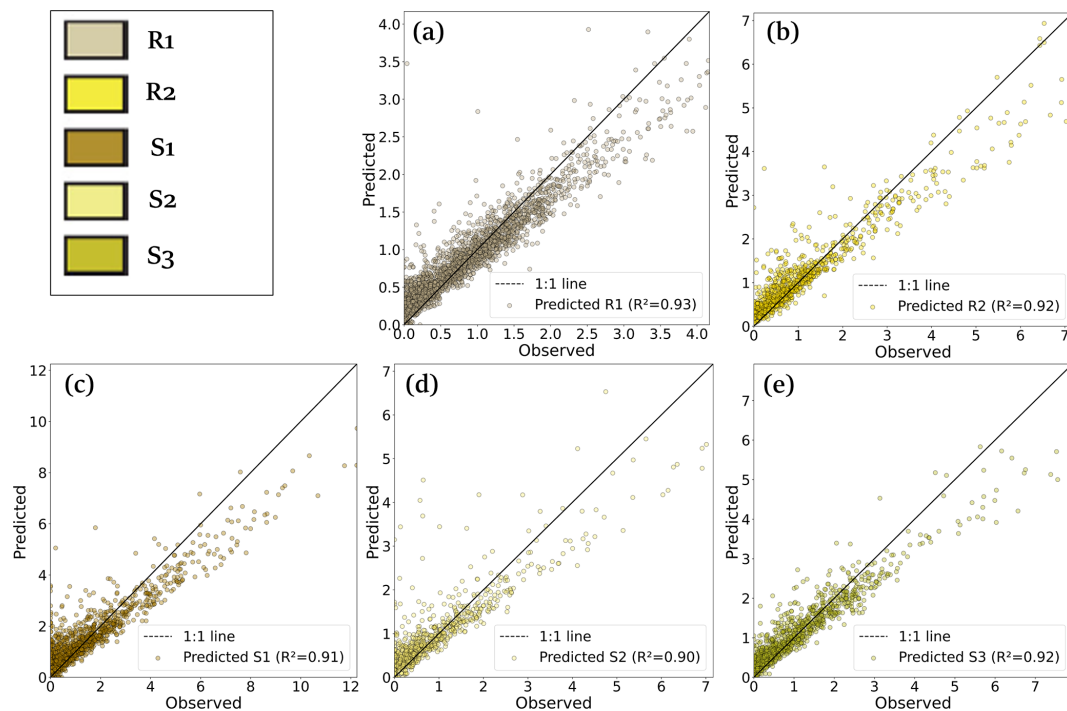 R1
R2
S1
S2
S3
(a)
4.0
3.5
3.0
2.5
2.0
1.5
1.0
0.5
0.0
Predicted
1:1 line
Predicted R1 (R²=0.93)
0.0 0.5 1.0 1.5 2.0 2.5 3.0 3.5 4.0
Observed
(b)
7
6
5
4
3
2
1
0
Predicted
1:1 line
Predicted R2 (R²=0.92)
0 1 2 3 4 5 6 7
Observed
(c)
12
10
8
6
4
2
0
Predicted
1:1 line
Predicted S1 (R²=0.91)
0 2 4 6 8 10 12
Observed
(d)
7
6
5
4
3
2
1
0
Predicted
1:1 line
Predicted S2 (R²=0.90)
0 1 2 3 4 5 6 7
Observed
(e)
7
6
5
4
3
2
1
0
Predicted
1:1 line
Predicted S3 (R²=0.92)
0 1 2 3 4 5 6 7
Observed